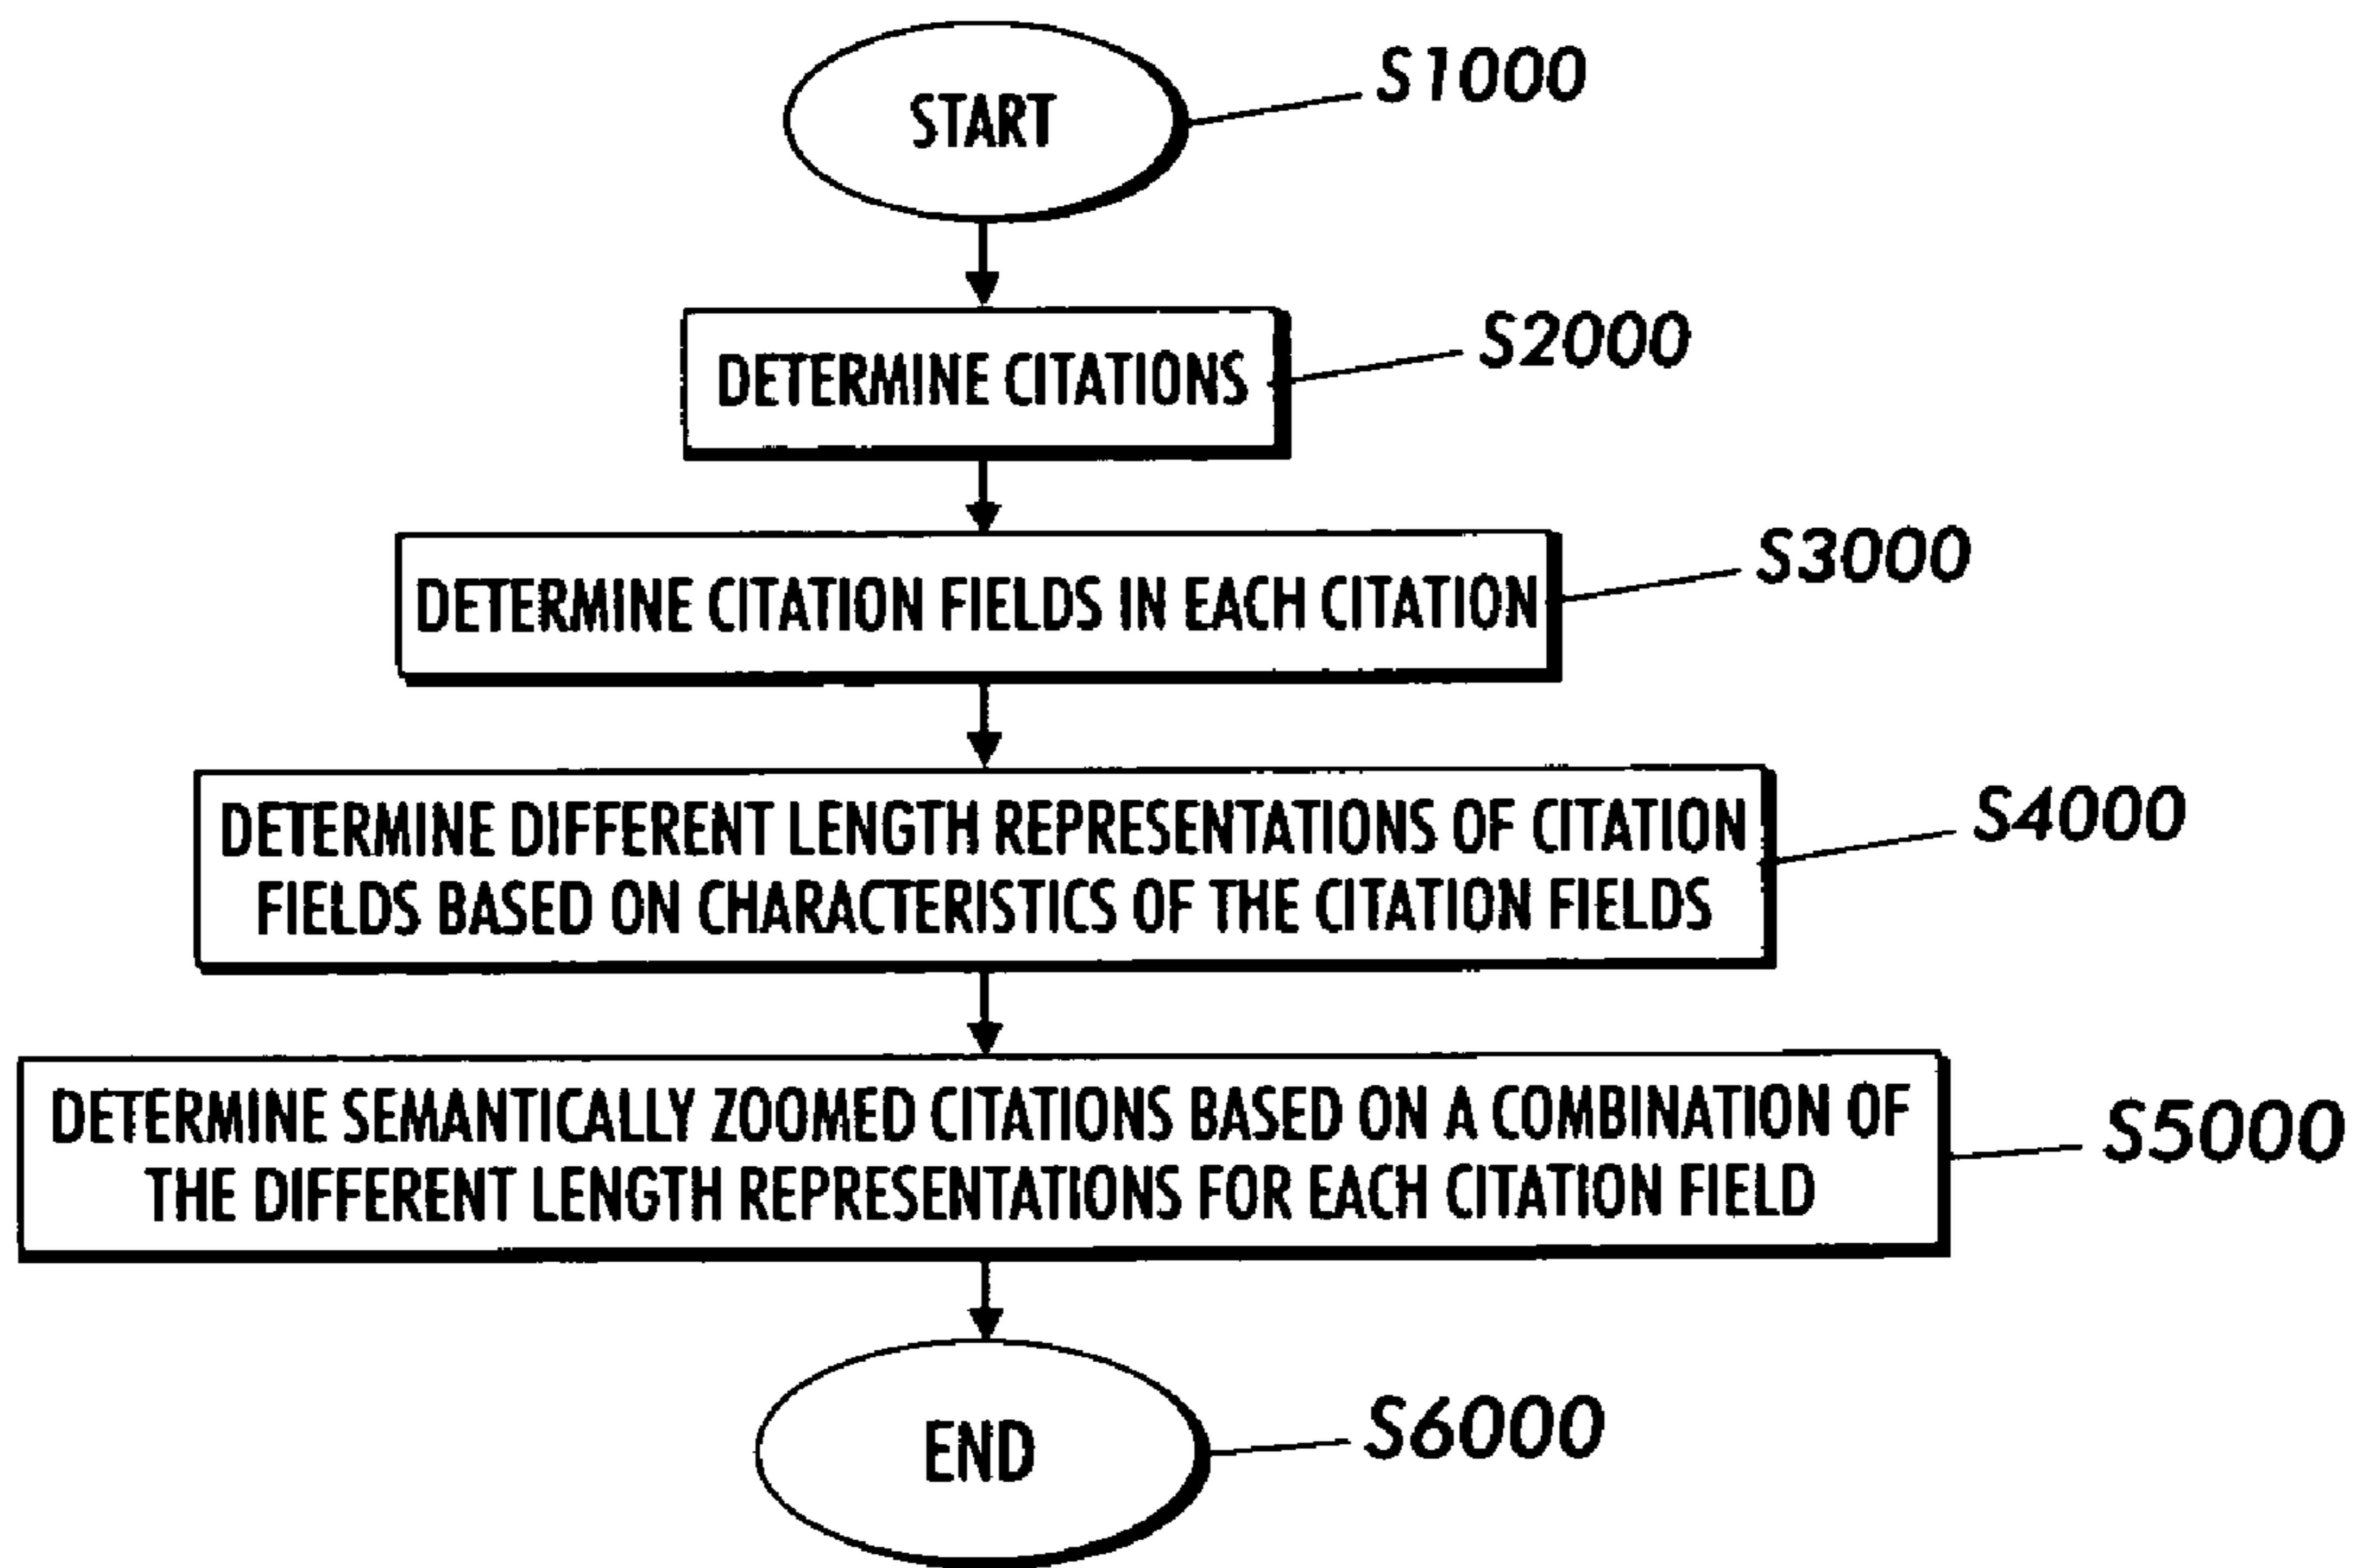 START
S1000
DETERMINE CITATIONS
S2000
DETERMINE CITATION FIELDS IN EACH CITATION
S3000
DETERMINE DIFFERENT LENGTH REPRESENTATIONS OF CITATION
FIELDS BASED ON CHARACTERISTICS OF THE CITATION FIELDS
S4000
DETERMINE SEMANTICALLY ZOOMED CITATIONS BASED ON A COMBINATION OF
THE DIFFERENT LENGTH REPRESENTATIONS FOR EACH CITATION FIELD
S5000
END
S6000